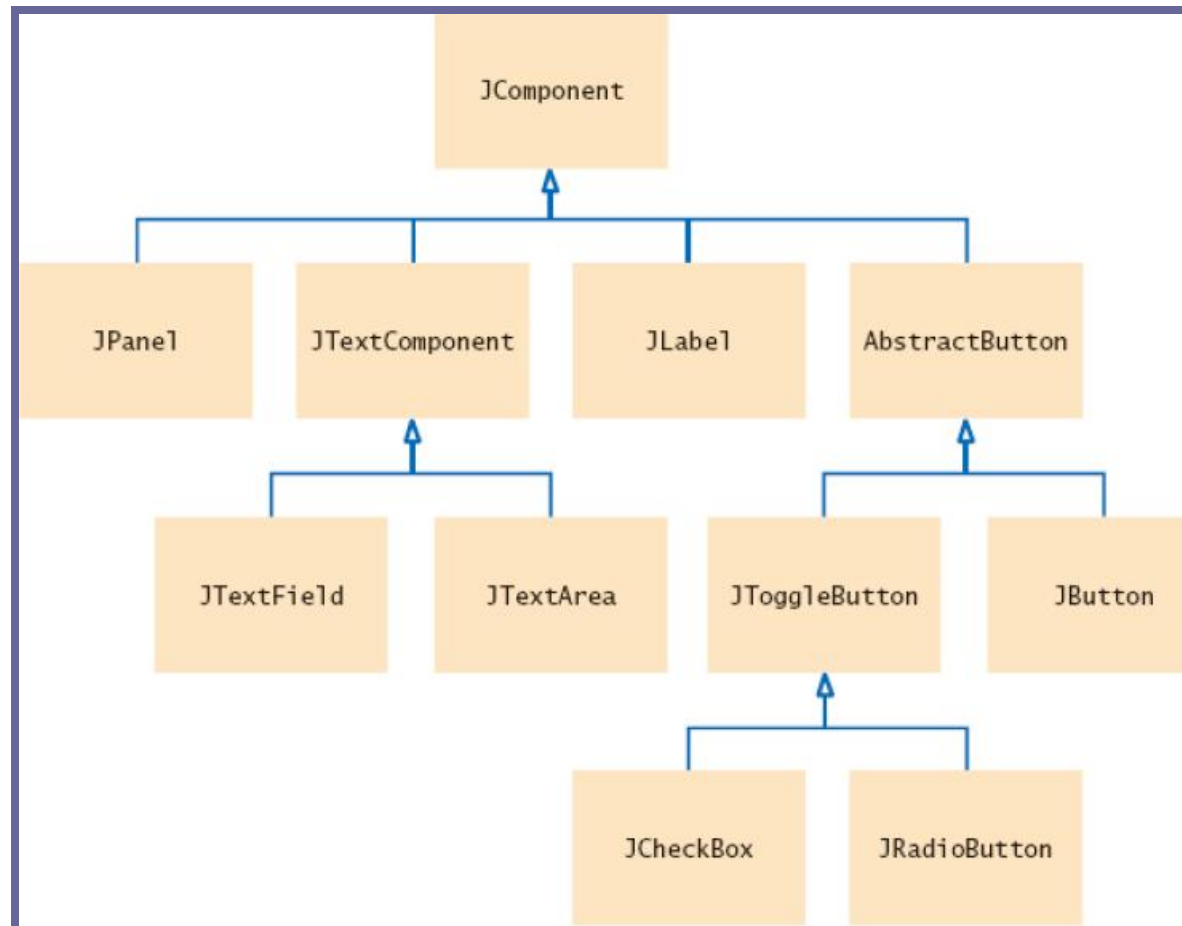 JComponent
JPanel
JTextComponent
JLabel
AbstractButton
JTextField
JTextArea
JToggleButton
JButton
JCheckBox
JRadioButton